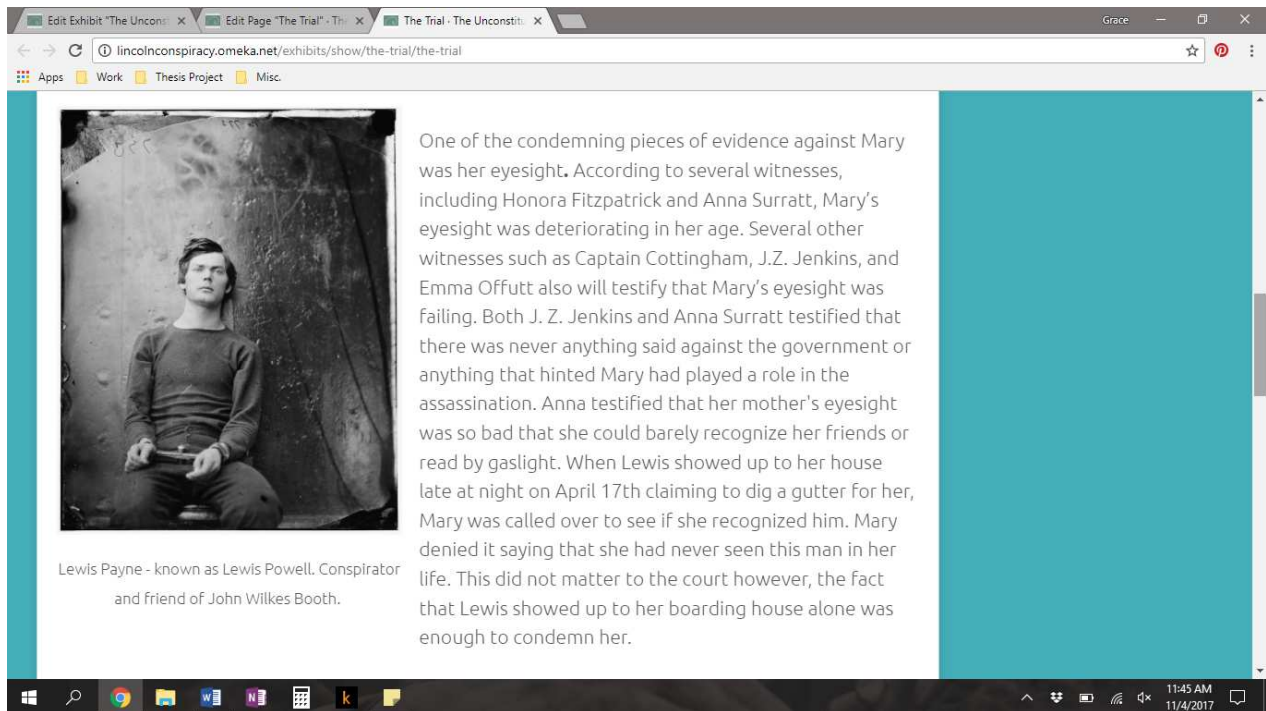 Edit Exhibit "The Uncons
Edit Page "The Trial" · Th
The Trial · The Unconstitu
Grace
lincolnconspiracy.omeka.net/exhibits/show/the-trial/the-trial
Apps Work Thesis Project Misc.
One of the condemning pieces of evidence against Mary
was her eyesight. According to several witnesses,
including Honora Fitzpatrick and Anna Surratt, Mary’s
eyesight was deteriorating in her age. Several other
witnesses such as Captain Cottingham, J.Z. Jenkins, and
Emma Offutt also will testify that Mary’s eyesight was
failing. Both J. Z. Jenkins and Anna Surratt testified that
there was never anything said against the government or
anything that hinted Mary had played a role in the
assassination. Anna testified that her mother's eyesight
was so bad that she could barely recognize her friends or
read by gaslight. When Lewis showed up to her house
late at night on April 17th claiming to dig a gutter for her,
Mary was called over to see if she recognized him. Mary
denied it saying that she had never seen this man in her
life. This did not matter to the court however, the fact
that Lewis showed up to her boarding house alone was
enough to condemn her.
Lewis Payne - known as Lewis Powell. Conspirator
and friend of John Wilkes Booth.
11:45 AM
11/4/2017